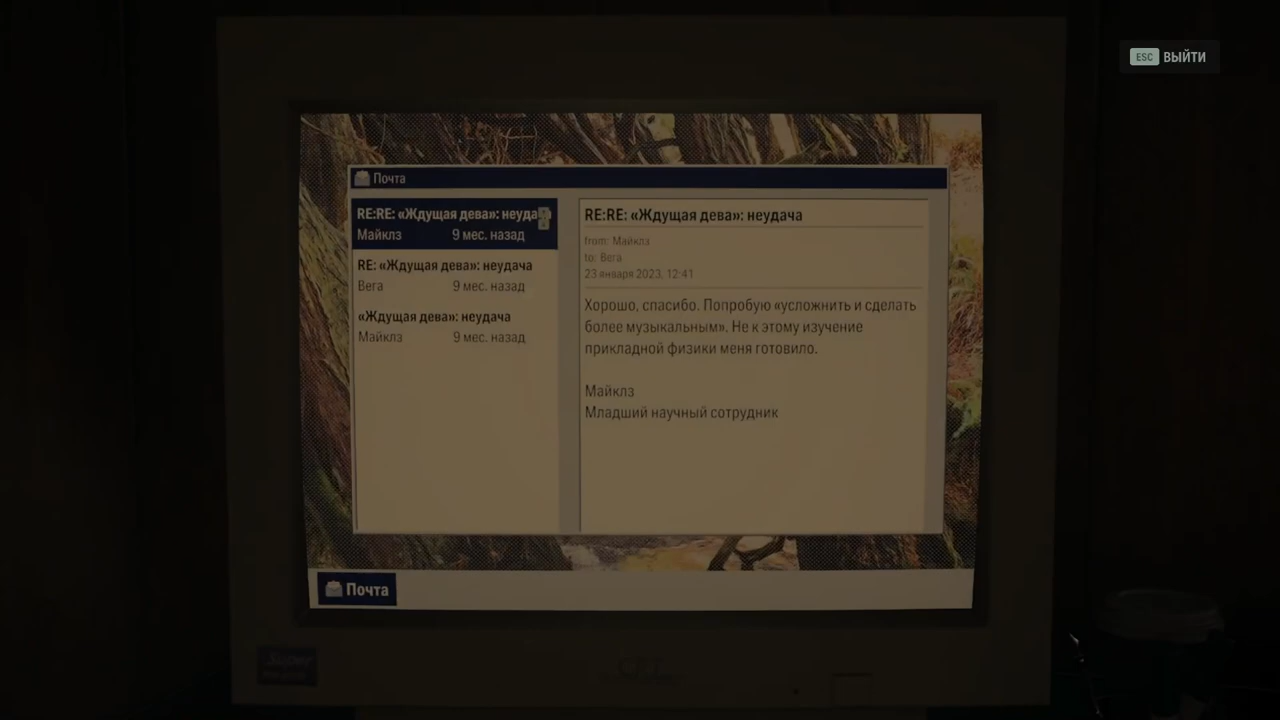 ESC ВЫЙТИ
Почта
RE:RE: «Ждущая дева»: неудача
Майклз 9 мес. назад
RE: «Ждущая дева»: неудача
Вега 9 мес. назад
«Ждущая дева»: неудача
Майклз 9 мес. назад
RE:RE: «Ждущая дева»: неудача
from: Майклз
to: Вега
23 января 2023, 12:41
Хорошо, спасибо. Попробую «усложнить и сделать
более музыкальным». Не к этому изучение
прикладной физики меня готовило.
Майклз
Младший научный сотрудник
Почта
Super